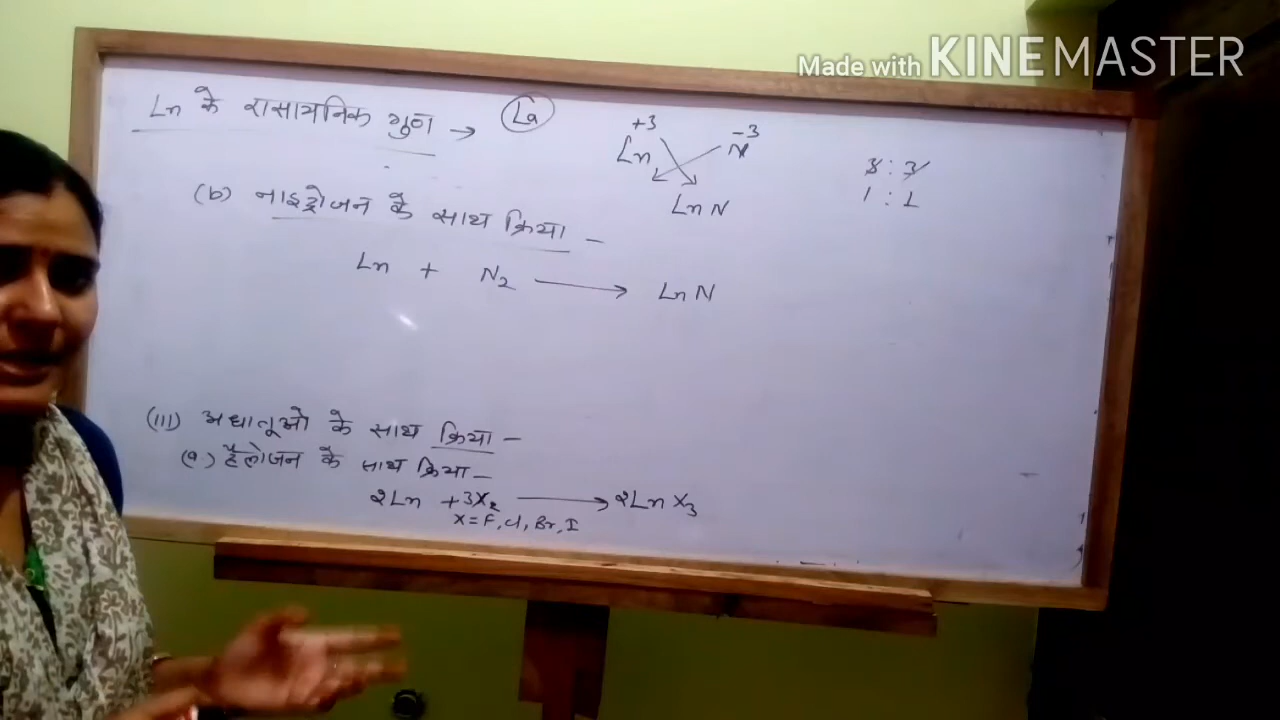 Made with KINEMASTER
Ln के रासायनिक गुण → La
+3 -3
Ln N
Ln N
3 : 3
1 : 1
(b) नाइट्रोजन के साथ क्रिया -
Ln + N₂ ⟶ Ln N
(III) अधातूओ के साथ क्रिया -
(a.) हैलोजन के साथ क्रिया -
2Ln + 3X₂ ⟶ 2Ln X₃
X = F, Cl, Br, I